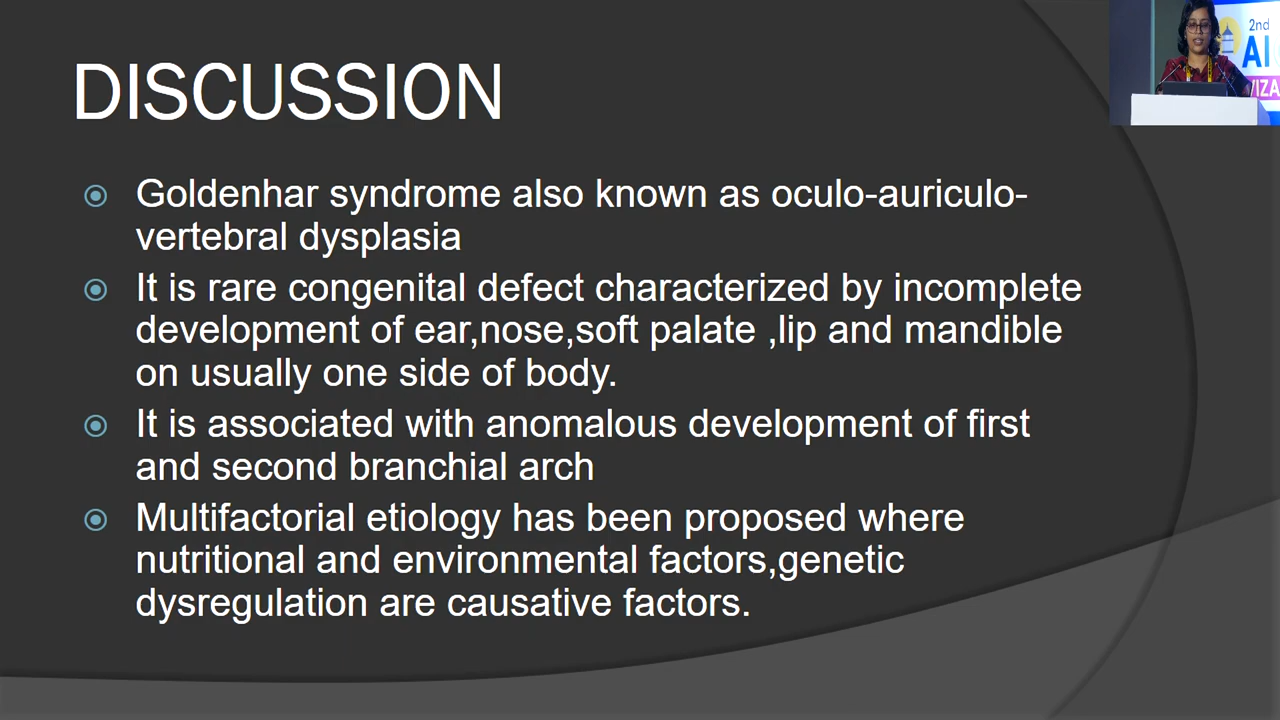 DISCUSSION
Goldenhar syndrome also known as oculo-auriculo-
vertebral dysplasia
It is rare congenital defect characterized by incomplete
development of ear,nose,soft palate ,lip and mandible
on usually one side of body.
It is associated with anomalous development of first
and second branchial arch
Multifactorial etiology has been proposed where
nutritional and environmental factors,genetic
dysregulation are causative factors.
2nd
AI
VIZA